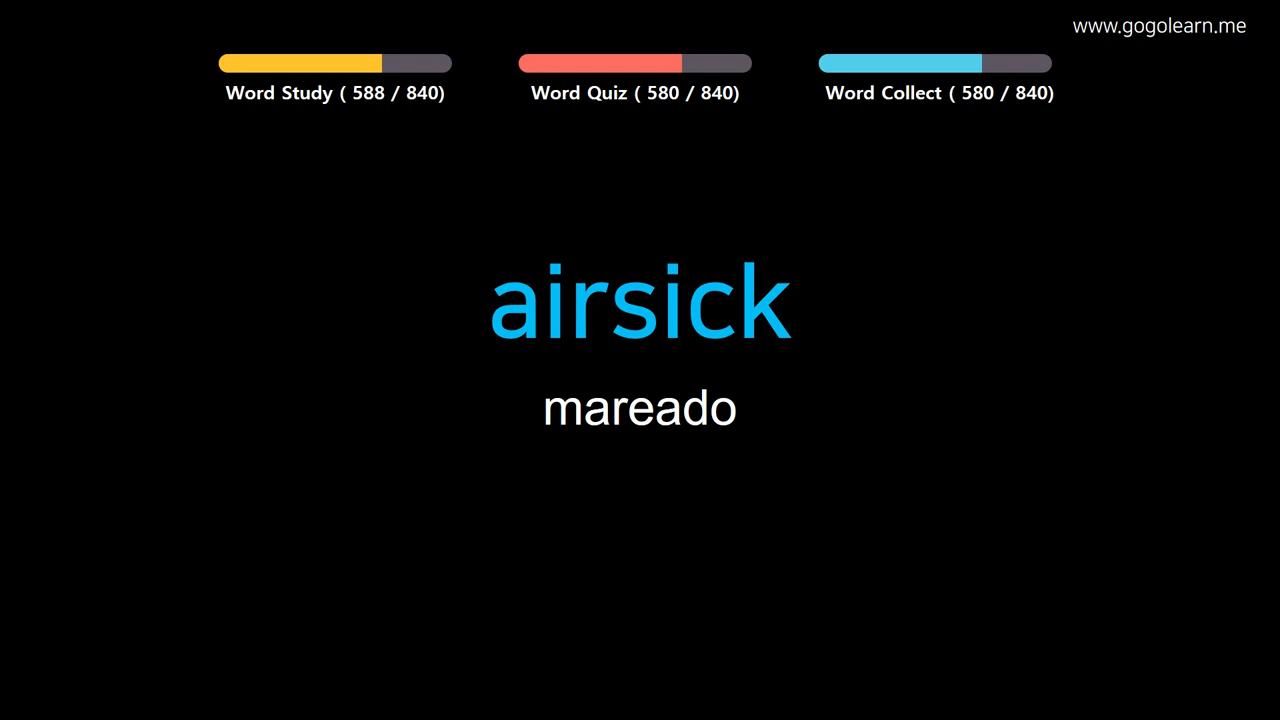 www.gogolearn.me
Word Study ( 588 / 840)
Word Quiz ( 580 / 840)
Word Collect ( 580 / 840)
airsick
mareado